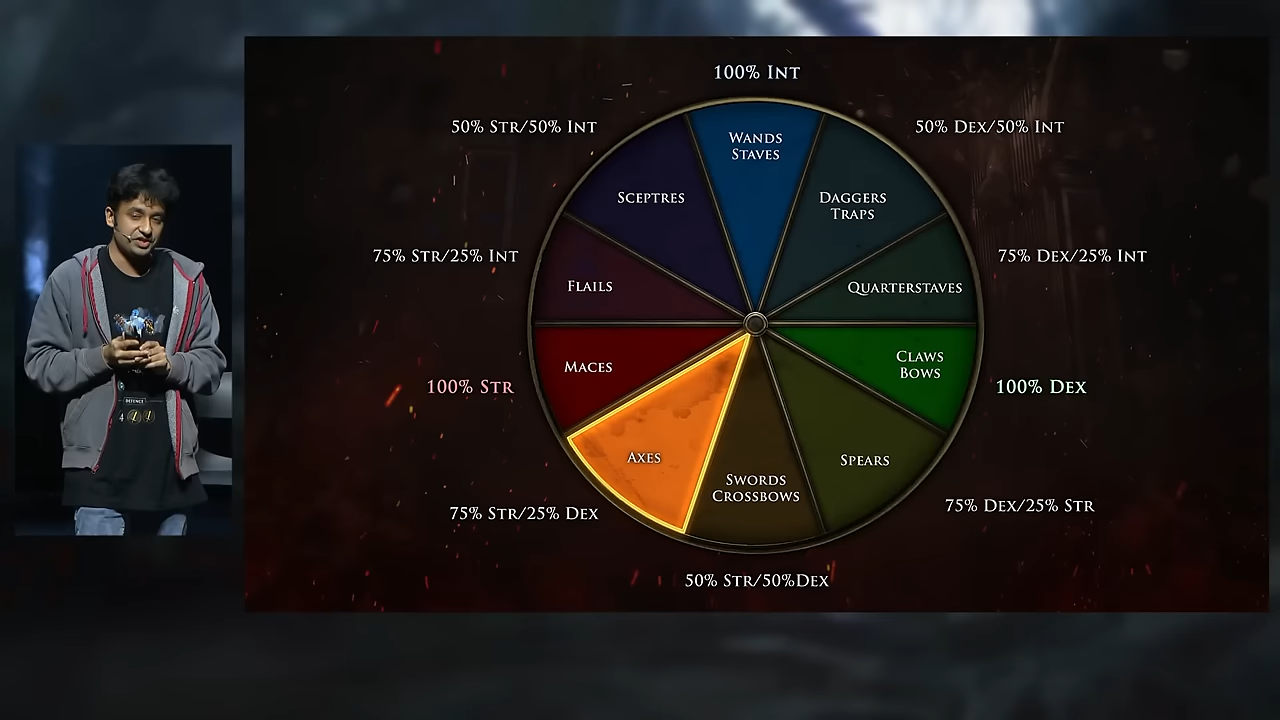 100% Int
50% Str/50% Int
50% Dex/50% Int
Wands
Staves
Sceptres
Daggers
Traps
75% Str/25% Int
75% Dex/25% Int
Flails
Quarterstaves
Maces
Claws
Bows
100% Str
100% Dex
Axes
Spears
Swords
Crossbows
75% Str/25% Dex
75% Dex/25% Str
50% Str/50%Dex
DEFENCE
4